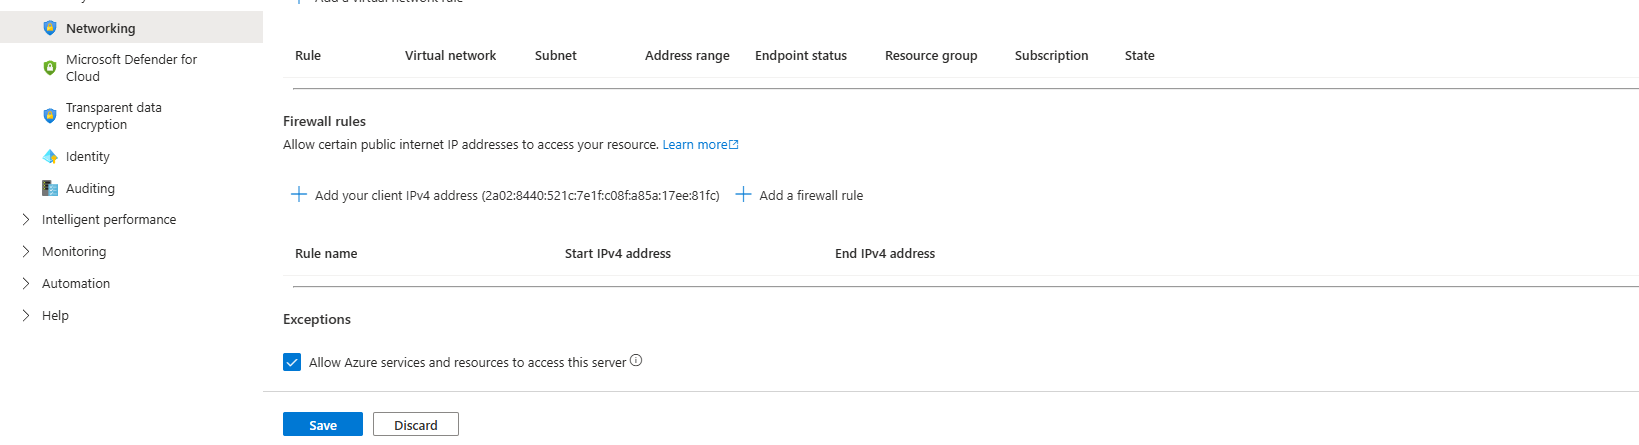 Add a virtual network rule
Networking
Microsoft Defender for
Cloud
Transparent data
encryption
Identity
Auditing
Intelligent performance
Monitoring
Automation
Help
Rule Virtual network Subnet Address range Endpoint status Resource group Subscription State
Firewall rules
Allow certain public internet IP addresses to access your resource. Learn more
Add your client IPv4 address (2a02:8440:521c:7e1f:c08f:a85a:17ee:81fc) Add a firewall rule
Rule name Start IPv4 address End IPv4 address
Exceptions
Allow Azure services and resources to access this server
Save Discard